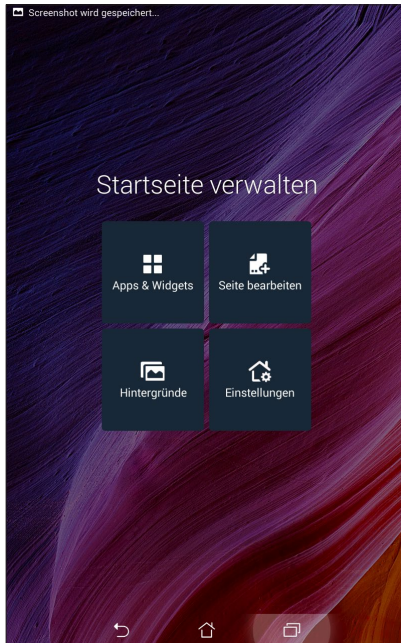 Screenshot wird gespeichert...
Startseite verwalten
Apps & Widgets
Seite bearbeiten
Hintergründe
Einstellungen